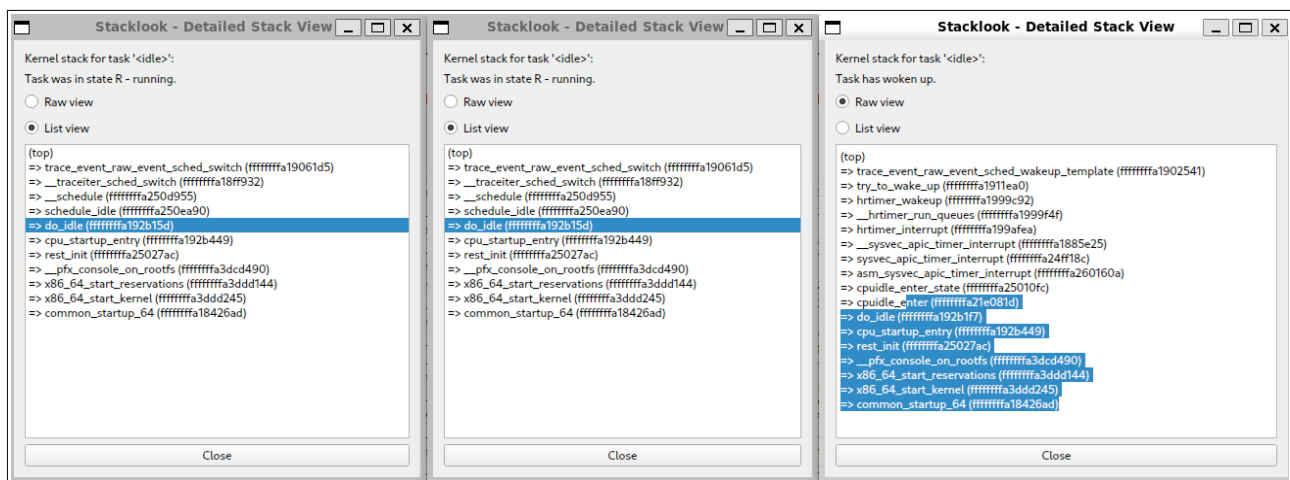 Stacklook - Detailed Stack View
Kernel stack for task '<idle>':
Task was in state R - running.
Raw view
List view
(top)
=> trace_event_raw_event_sched_switch (ffffffffa19061d5)
=> __traceiter_sched_switch (ffffffffa18ff932)
=> __schedule (ffffffffa250d955)
=> schedule_idle (ffffffffa250ea90)
=> do_idle (ffffffffa192b15d)
=> cpu_startup_entry (ffffffffa192b449)
=> rest_init (ffffffffa25027ac)
=> __pfx_console_on_rootfs (ffffffffa3dcd490)
=> x86_64_start_reservations (ffffffffa3ddd144)
=> x86_64_start_kernel (ffffffffa3ddd245)
=> common_startup_64 (ffffffffa18426ad)
Close
Stacklook - Detailed Stack View
Kernel stack for task '<idle>':
Task was in state R - running.
Raw view
List view
(top)
=> trace_event_raw_event_sched_switch (ffffffffa19061d5)
=> __traceiter_sched_switch (ffffffffa18ff932)
=> __schedule (ffffffffa250d955)
=> schedule_idle (ffffffffa250ea90)
=> do_idle (ffffffffa192b15d)
=> cpu_startup_entry (ffffffffa192b449)
=> rest_init (ffffffffa25027ac)
=> __pfx_console_on_rootfs (ffffffffa3dcd490)
=> x86_64_start_reservations (ffffffffa3ddd144)
=> x86_64_start_kernel (ffffffffa3ddd245)
=> common_startup_64 (ffffffffa18426ad)
Close
Stacklook - Detailed Stack View
Kernel stack for task '<idle>':
Task has woken up.
Raw view
List view
(top)
=> trace_event_raw_event_sched_wakeup_template (ffffffffa1902541)
=> try_to_wake_up (ffffffffa1911ea0)
=> hrtimer_wakeup (ffffffffa1999c92)
=> __hrtimer_run_queues (ffffffffa1999f4f)
=> hrtimer_interrupt (ffffffffa199afea)
=> __sysvec_apic_timer_interrupt (ffffffffa1885e25)
=> sysvec_apic_timer_interrupt (ffffffffa24ff18c)
=> asm_sysvec_apic_timer_interrupt (ffffffffa260160a)
=> cpuidle_enter_state (ffffffffa25010fc)
=> cpuidle_enter (ffffffffa21e081d)
=> do_idle (ffffffffa192b1f7)
=> cpu_startup_entry (ffffffffa192b449)
=> rest_init (ffffffffa25027ac)
=> __pfx_console_on_rootfs (ffffffffa3dcd490)
=> x86_64_start_reservations (ffffffffa3ddd144)
=> x86_64_start_kernel (ffffffffa3ddd245)
=> common_startup_64 (ffffffffa18426ad)
Close